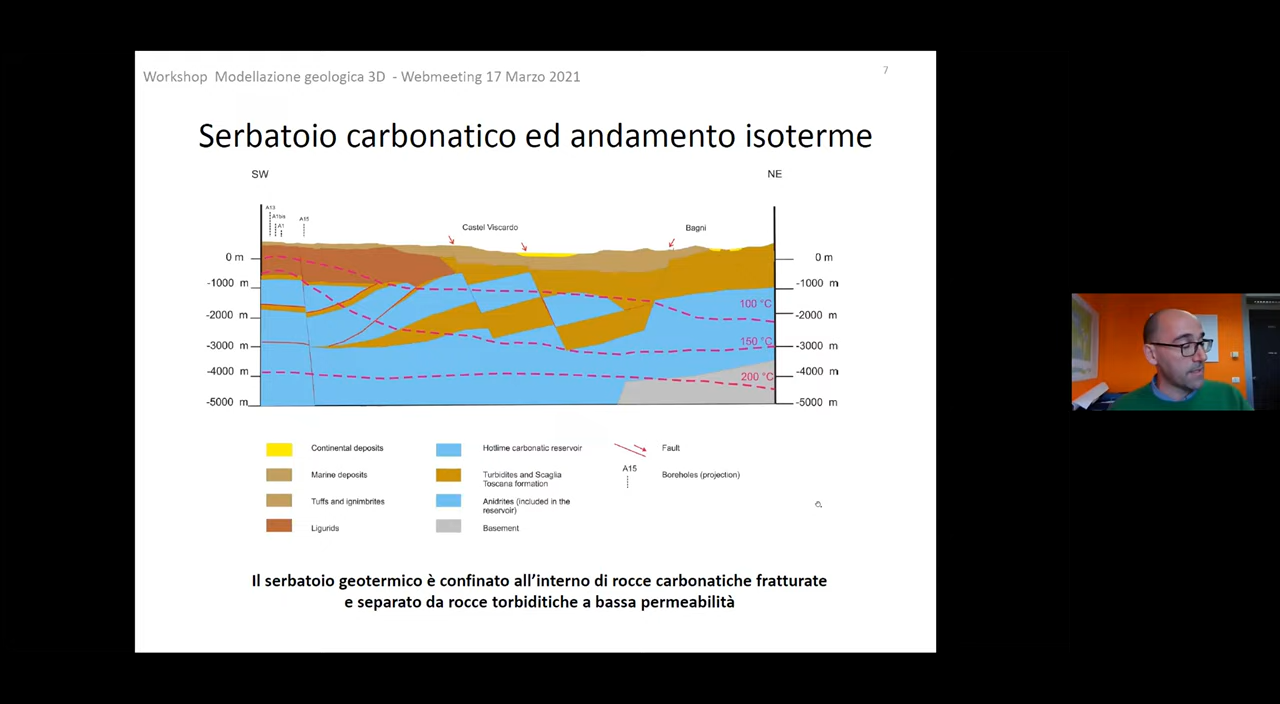 Workshop Modellazione geologica 3D - Webmeeting 17 Marzo 2021
7
Serbatoio carbonatico ed andamento isoterme
SW
NE
A13
A1bis
A1
A15
Castel Viscardo
Bagni
0 m
-1000 m
-2000 m
-3000 m
-4000 m
-5000 m
0 m
-1000 m
-2000 m
-3000 m
-4000 m
-5000 m
100 °C
150 °C
200 °C
Continental deposits
Marine deposits
Tuffs and ignimbrites
Ligurids
Hotlime carbonatic reservoir
Turbidites and Scaglia
Toscana formation
Anidrites (included in the
reservoir)
Basement
Fault
A15
Boreholes (projection)
Il serbatoio geotermico è confinato all'interno di rocce carbonatiche fratturate
e separato da rocce torbiditiche a bassa permeabilità